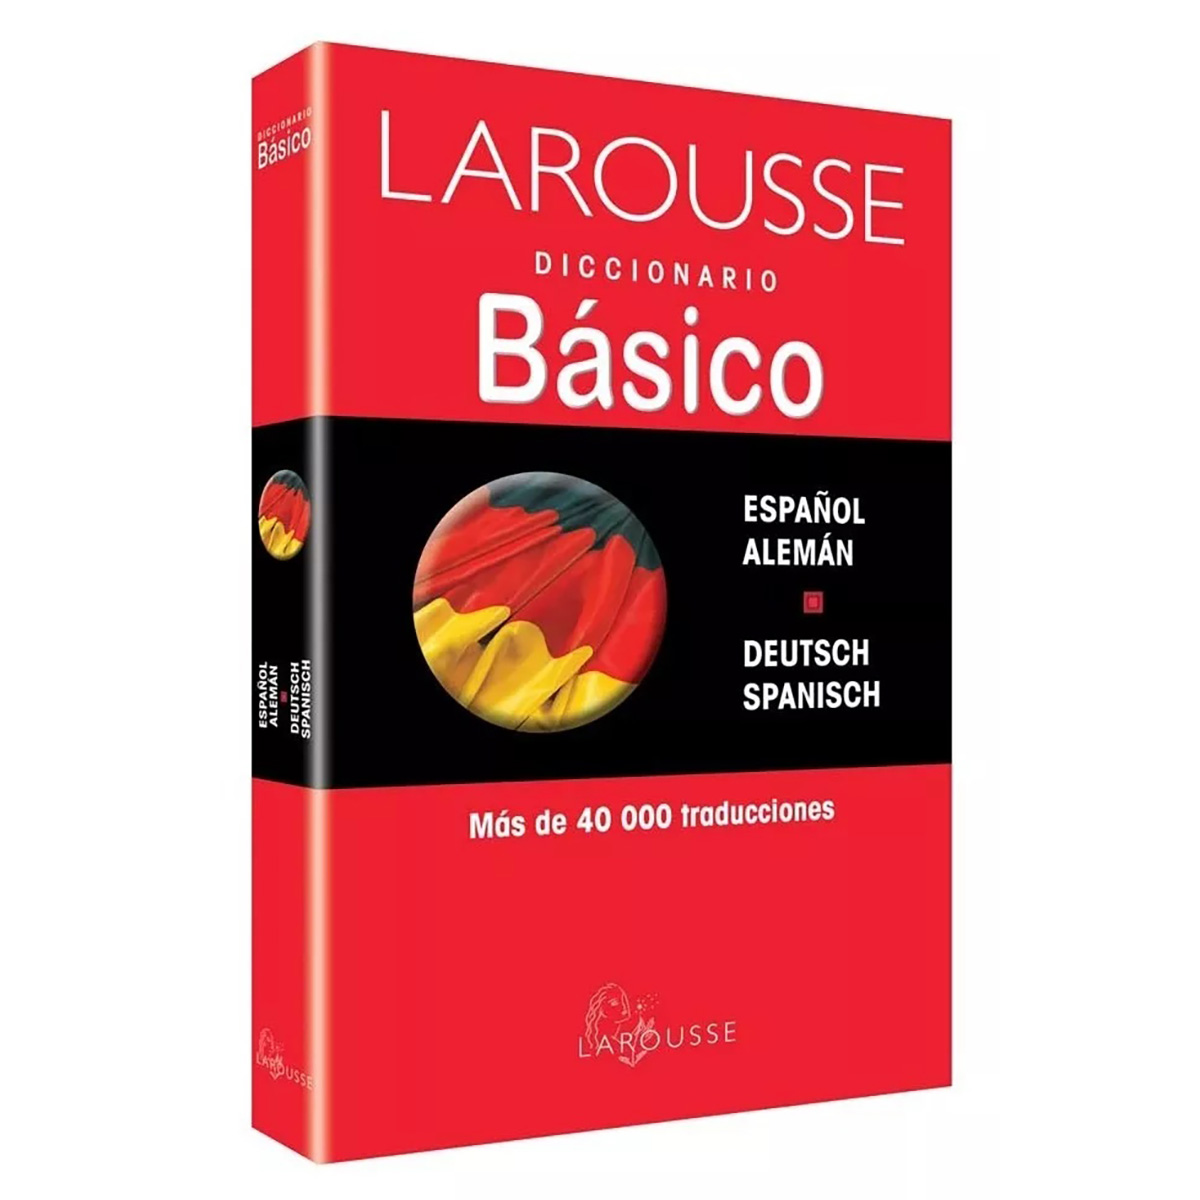 LAROUSSE
DICCIONARIO
Básico
ESPAÑOL
ALEMÁN
DEUTSCH
SPANISCH
Más de 40 000 traducciones
LAROUSSE
DICCIONARIO
Básico
ESPAÑOL
ALEMÁN
DEUTSCH
SPANISCH
LAROUSSE